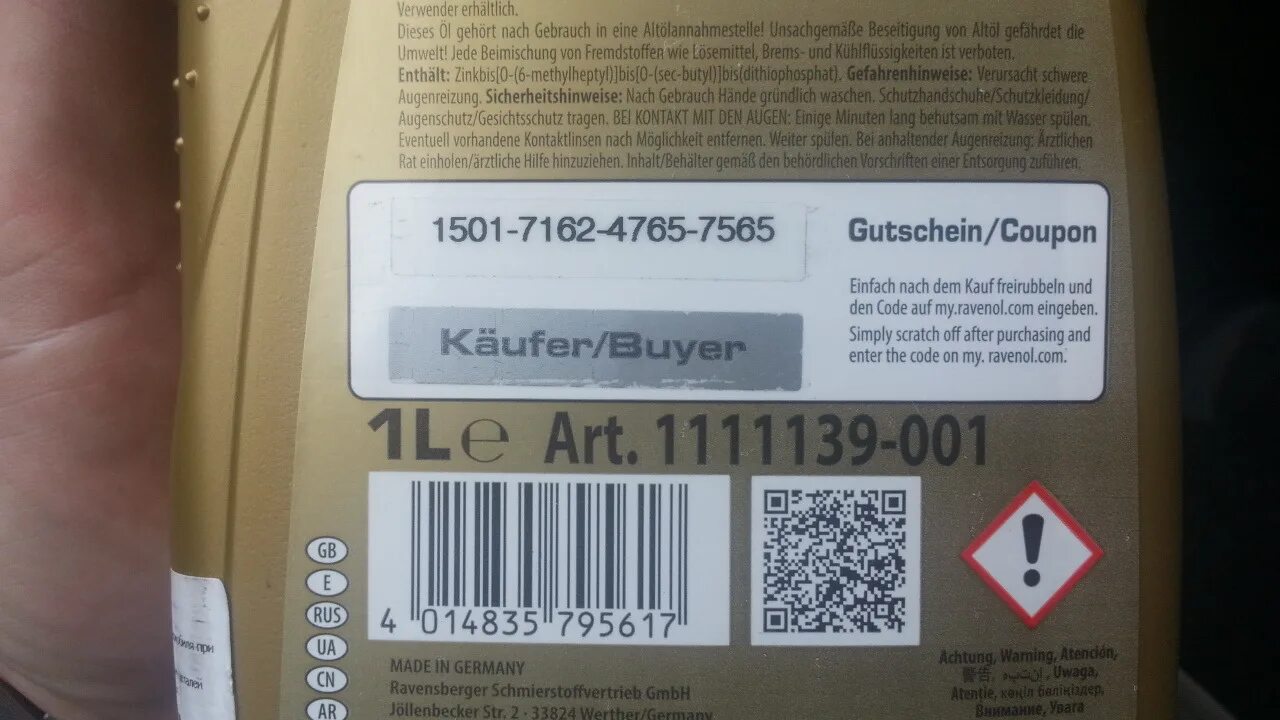 Verwender erhältlich.
Dieses Öl gehört nach Gebrauch in eine Altölannahmestelle! Unsachgemäße Beseitigung von Altöl gefährdet die
Umwelt! Jede Beimischung von Fremdstoffen wie Lösemittel, Brems- und Kühlflüssigkeiten ist verboten.
Enthält: Zinkbis[O-(6-methylheptyl)]bis[O-(sec-butyl)]bis(dithiophosphat). Gefahrenhinweise: Verursacht schwere
Augenreizung. Sicherheitshinweise: Nach Gebrauch Hände gründlich waschen. Schutzhandschuhe/Schutzkleidung/
Augenschutz/Gesichtsschutz tragen. BEI KONTAKT MIT DEN AUGEN: Einige Minuten lang behutsam mit Wasser spülen.
Eventuell vorhandene Kontaktlinsen nach Möglichkeit entfernen. Weiter spülen. Bei anhaltender Augenreizung: Ärztlichen
Rat einholen/ärztliche Hilfe hinzuziehen. Inhalt/Behälter gemäß den behördlichen Vorschriften einer Entsorgung zuführen.
1501-7162-4765-7565
Käufer/Buyer
Gutschein/Coupon
Einfach nach dem Kauf freirubbeln und
den Code auf my.ravenol.com eingeben.
Simply scratch off after purchasing and
enter the code on my. ravenol.com.
1L e Art. 1111139-001
4 014835 795617
GB
E
RUS
UA
CN
AR
MADE IN GERMANY
Ravensberger Schmierstoffvertrieb GmbH
Jöllenbecker Str. 2 · 33824 Werther/Germany
Achtung, Warning, Atención,
警告, Uwaga,
Atenție, көңіл бөліңіздер,
Внимание, Увага
при